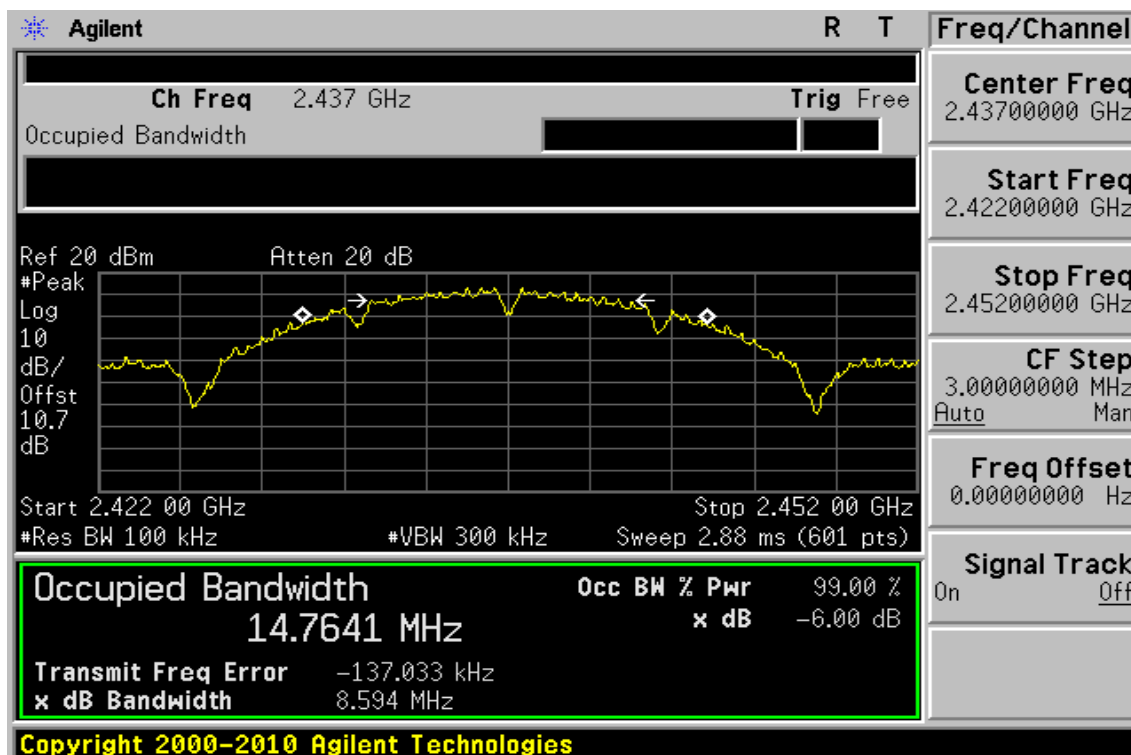 Agilent R T
Ch Freq 2.437 GHz Trig Free
Occupied Bandwidth
Ref 20 dBm Atten 20 dB
#Peak
Log
10
dB/
Offst
10.7
dB
Start 2.422 00 GHz Stop 2.452 00 GHz
#Res BW 100 kHz #VBW 300 kHz Sweep 2.88 ms (601 pts)
Occupied Bandwidth Occ BW % Pwr 99.00 %
14.7641 MHz x dB -6.00 dB
Transmit Freq Error -137.033 kHz
x dB Bandwidth 8.594 MHz
Copyright 2000-2010 Agilent Technologies
Freq/Channel
Center Freq
2.43700000 GHz
Start Freq
2.42200000 GHz
Stop Freq
2.45200000 GHz
CF Step
3.00000000 MHz
Auto Man
Freq Offset
0.00000000 Hz
Signal Track
On Off